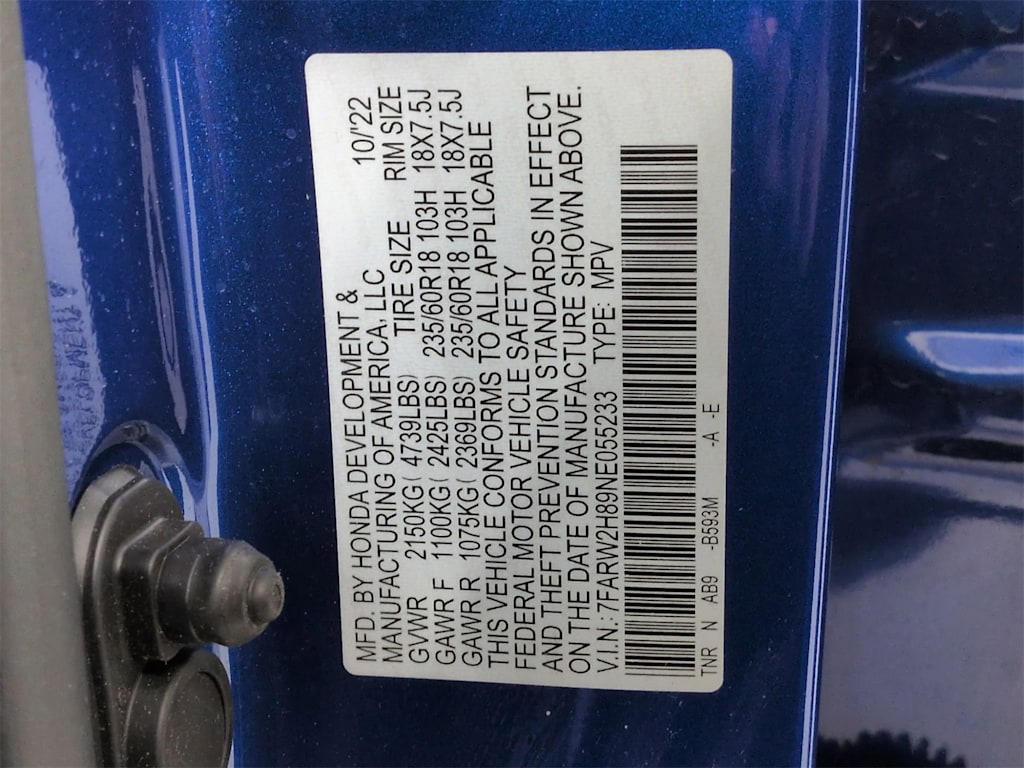 MFD. BY HONDA DEVELOPMENT &
MANUFACTURING OF AMERICA, LLC 10/'22
GVWR 2150KG( 4739LBS) TIRE SIZE RIM SIZE
GAWR F 1100KG( 2425LBS) 235/60R18 103H 18X7.5J
GAWR R 1075KG( 2369LBS) 235/60R18 103H 18X7.5J
THIS VEHICLE CONFORMS TO ALL APPLICABLE
FEDERAL MOTOR VEHICLE SAFETY
AND THEFT PREVENTION STANDARDS IN EFFECT
ON THE DATE OF MANUFACTURE SHOWN ABOVE.
V.I.N.: 7FARW2H89NE055233 TYPE: MPV
TNR N AB9 -B593M -A -E